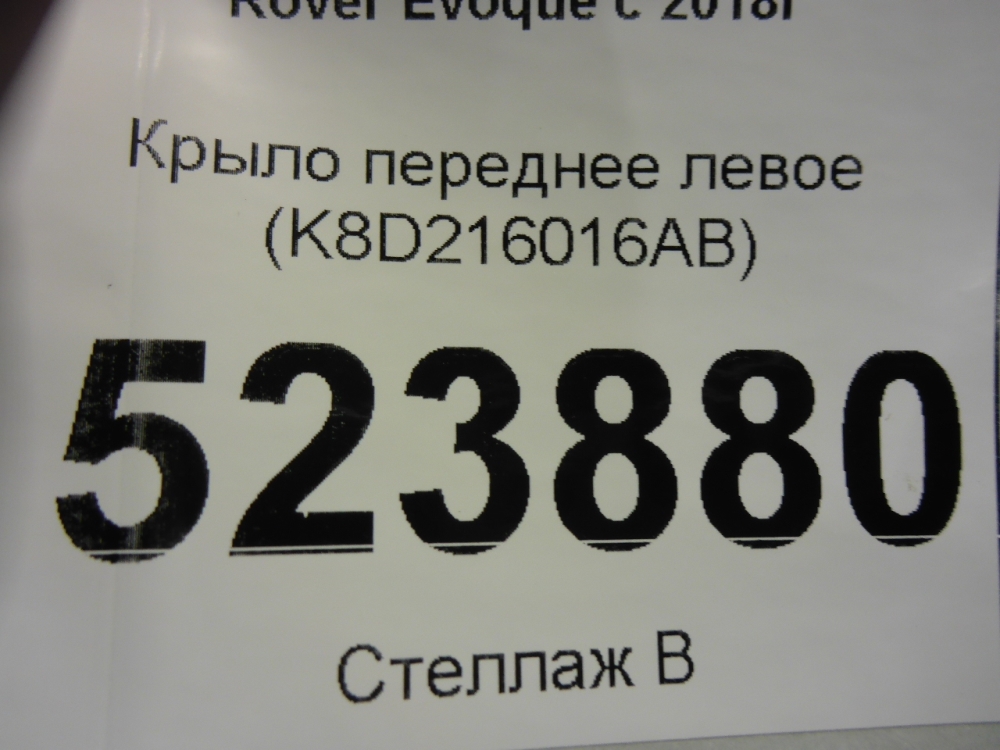 Rover Evoque с 2018г
Крыло переднее левое
(K8D216016AB)
523880
Стеллаж В